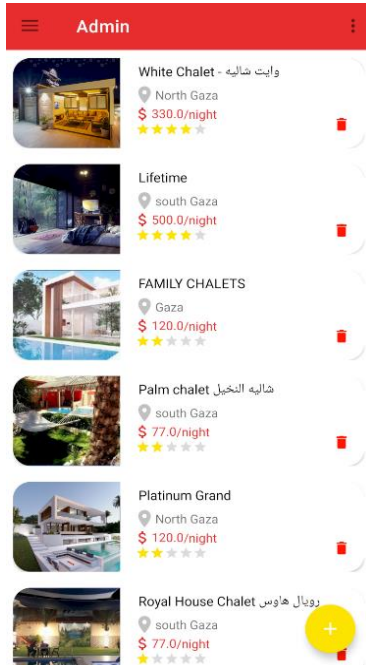 Admin
White Chalet - وايت شاليه
North Gaza
$ 330.0/night
Lifetime
south Gaza
$ 500.0/night
FAMILY CHALETS
Gaza
$ 120.0/night
Palm chalet شاليه النخيل
south Gaza
$ 77.0/night
Platinum Grand
North Gaza
$ 120.0/night
Royal House Chalet رويال هاوس
south Gaza
$ 77.0/night